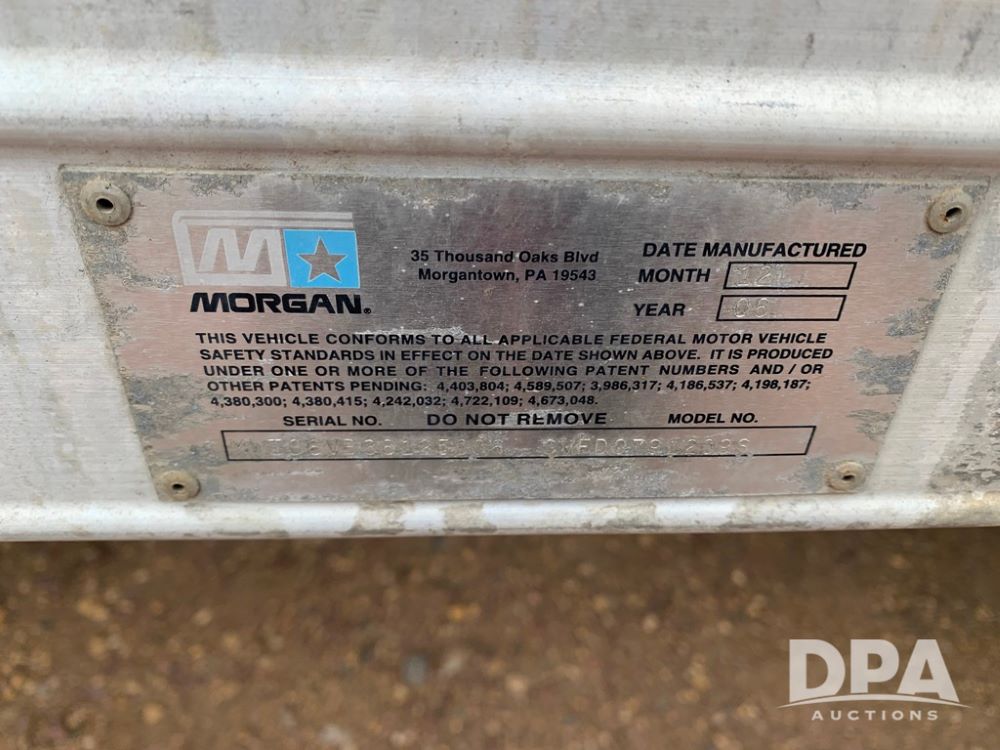 M
MORGAN®
35 Thousand Oaks Blvd
Morgantown, PA 19543
DATE MANUFACTURED
MONTH 12
YEAR 06
THIS VEHICLE CONFORMS TO ALL APPLICABLE FEDERAL MOTOR VEHICLE
SAFETY STANDARDS IN EFFECT ON THE DATE SHOWN ABOVE. IT IS PRODUCED
UNDER ONE OR MORE OF THE FOLLOWING PATENT NUMBERS AND / OR
OTHER PATENTS PENDING: 4,403,804; 4,589,507; 3,986,317; 4,186,537; 4,198,187;
4,380,300; 4,380,415; 4,242,032; 4,722,109; 4,673,048.
SERIAL NO. DO NOT REMOVE MODEL NO.
DPA
AUCTIONS